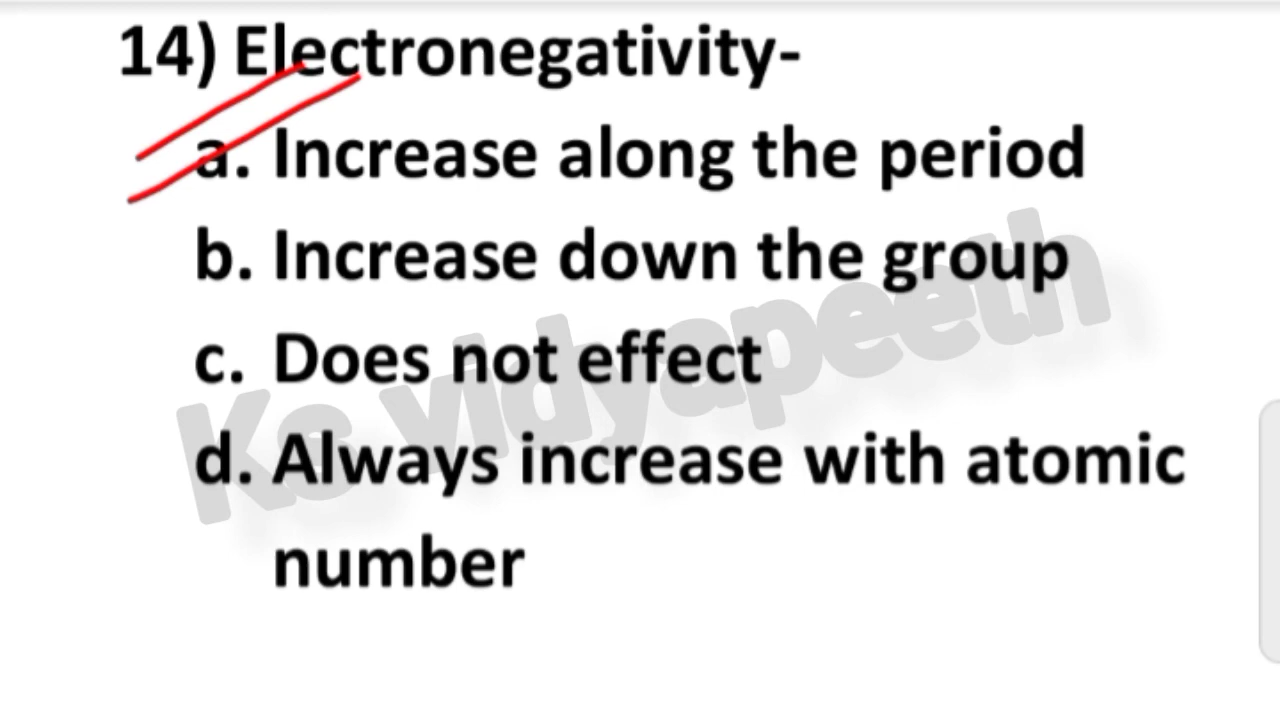 14) Electronegativity-
a. Increase along the period
b. Increase down the group
c. Does not effect
d. Always increase with atomic
number
Ks vidyapeeth